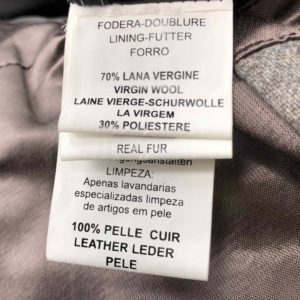 FODERA-DOUBLURE
LINING-FUTTER
FORRO
70% LANA VERGINE
VIRGIN WOOL
LAINE VIERGE-SCHURWOLLE
LA VIRGEM
30% POLIESTERE
REAL FUR
LIMPEZA:
Apenas lavandarias
especializadas limpeza
de artigos em pele
100% PELLE CUIR
LEATHER LEDER
PELE